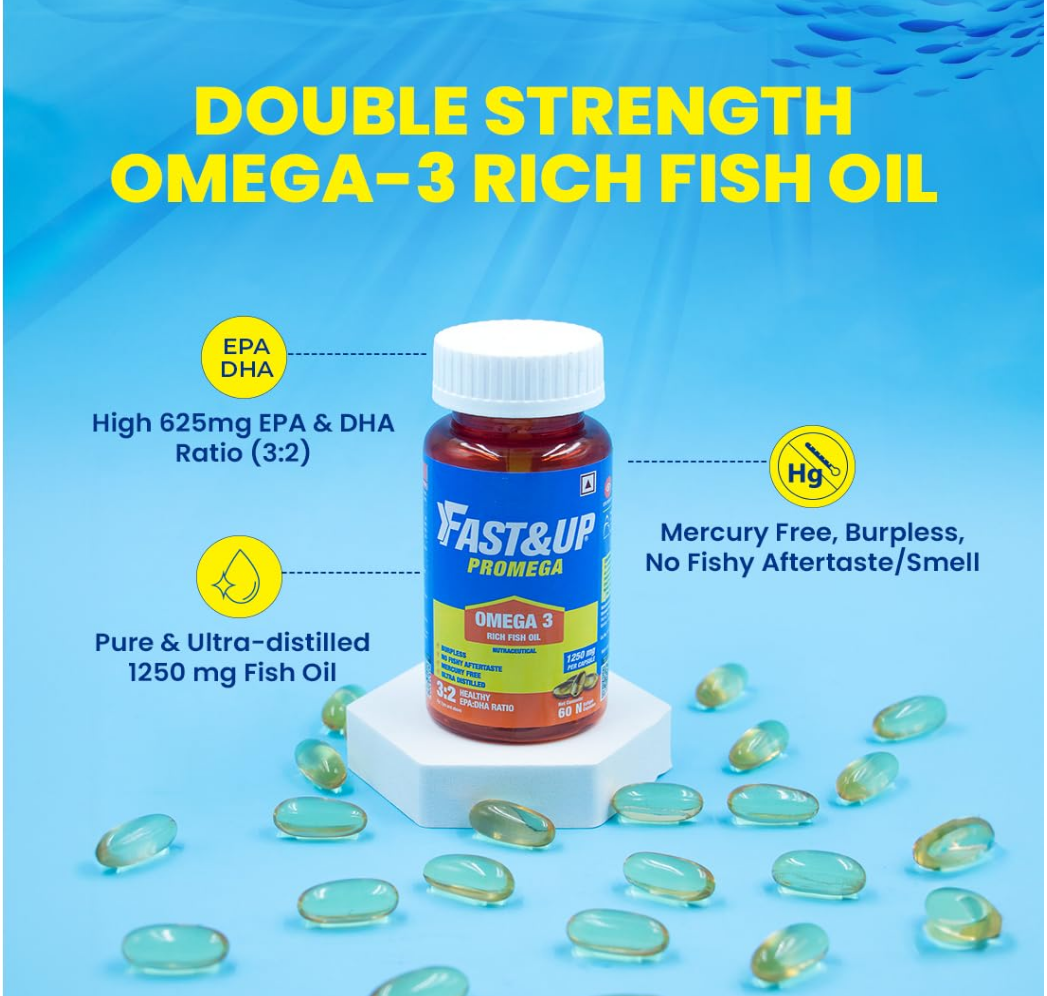 DOUBLE STRENGTH
OMEGA-3 RICH FISH OIL
EPA
DHA
High 625mg EPA & DHA
Ratio (3:2)
Hg
Mercury Free, Burpless,
No Fishy Aftertaste/Smell
Pure & Ultra-distilled
1250 mg Fish Oil
FAST&UP
PROMEGA
OMEGA 3
RICH FISH OIL
NUTRACEUTICAL
BURPLESS
NO FISHY AFTERTASTE
MERCURY FREE
ULTRA DISTILLED
1250 mg
PER CAPSULE
3:2 HEALTHY
EPA:DHA RATIO
60 N